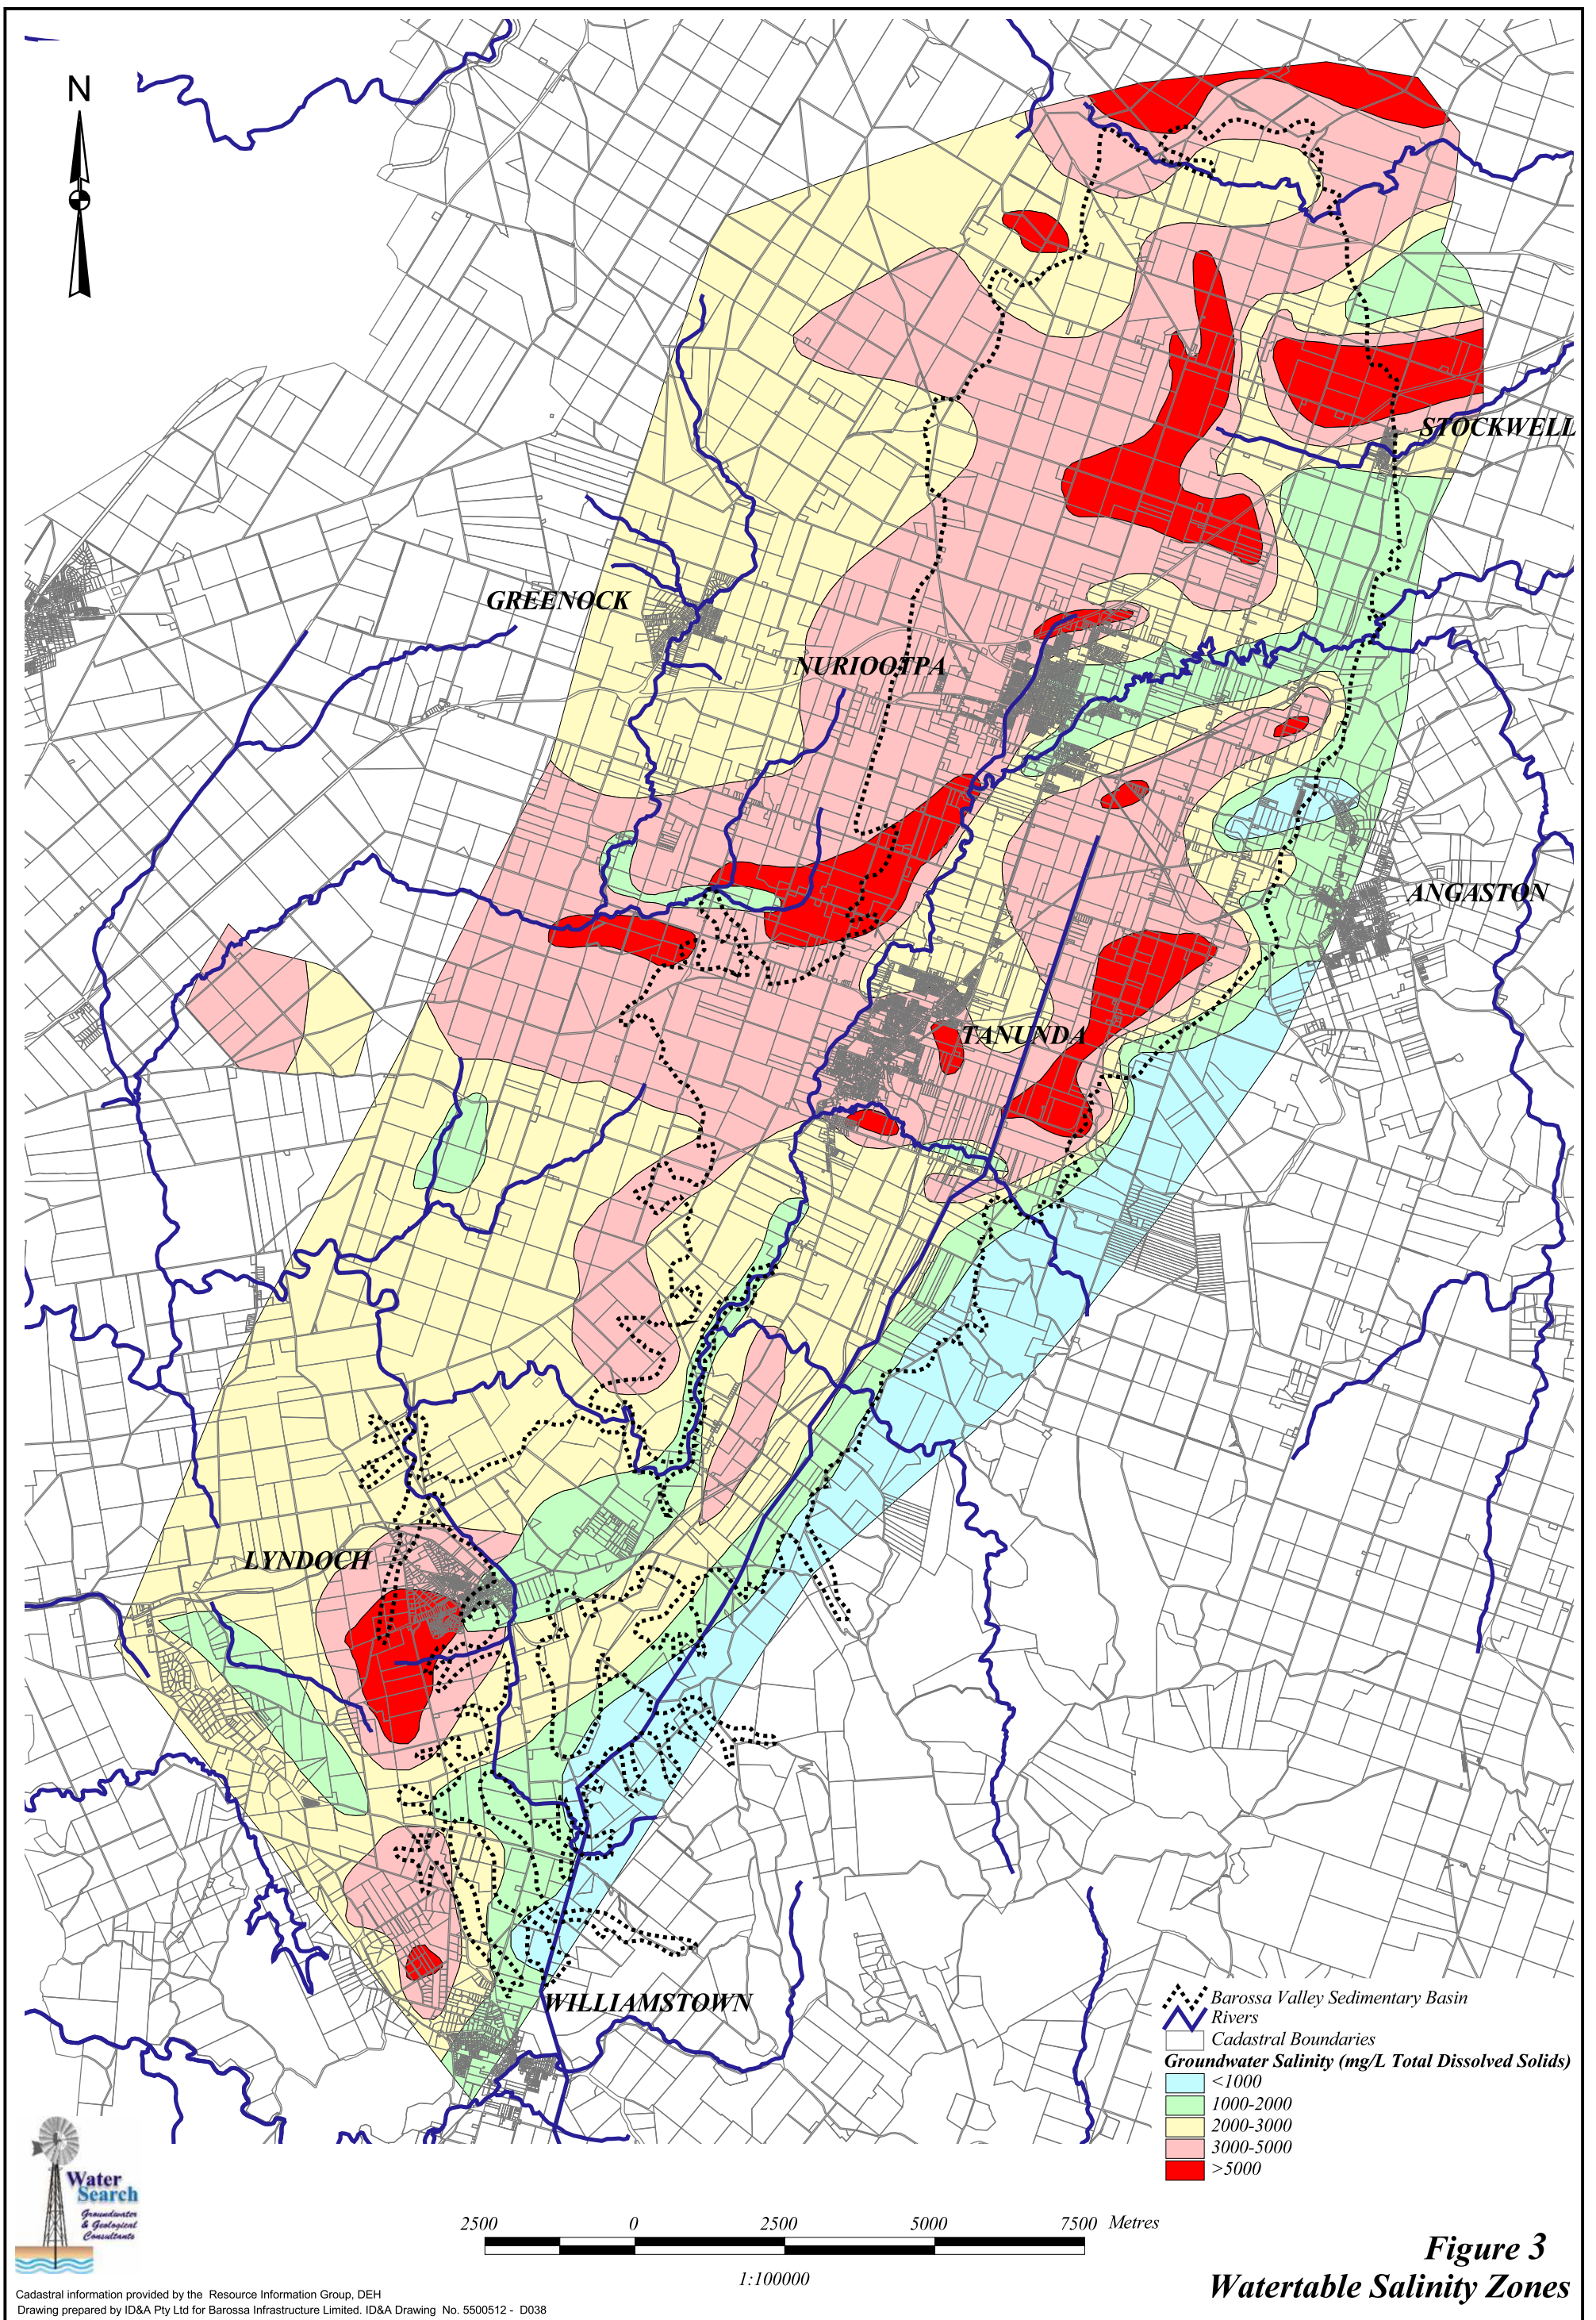 N
STOCKWELL
GREENOCK
NURIOOTPA
ANGASTON
TANUNDA
LYNDOCH
WILLIAMSTOWN
Barossa Valley Sedimentary Basin
Rivers
Cadastral Boundaries
Groundwater Salinity (mg/L Total Dissolved Solids)
<1000
1000-2000
2000-3000
3000-5000
>5000
Water
Search
Groundwater
& Geological
Consultants
2500 0 2500 5000 7500 Metres
1:100000
Figure 3
Watertable Salinity Zones
Cadastral information provided by the Resource Information Group, DEH
Drawing prepared by ID&A Pty Ltd for Barossa Infrastructure Limited. ID&A Drawing No. 5500512 - D038